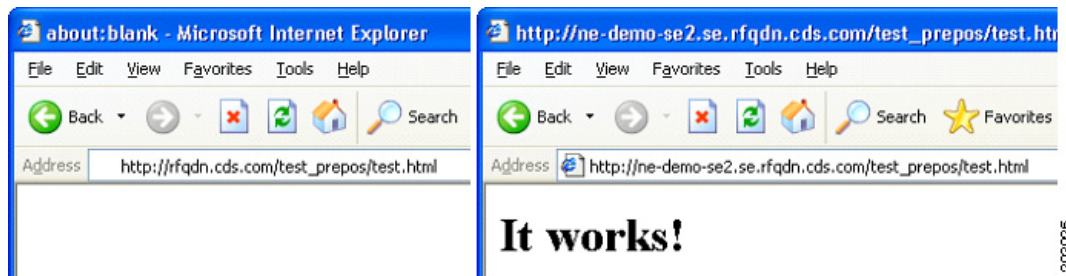 about:blank - Microsoft Internet Explorer
File Edit View Favorites Tools Help
Back Search
Address http://rfqdn.cds.com/test_prepos/test.html
http://ne-demo-se2.se.rfqdn.cds.com/test_prepos/test.htm
File Edit View Favorites Tools Help
Back Search Favorites
Address http://ne-demo-se2.se.rfqdn.cds.com/test_prepos/test.html
It works!